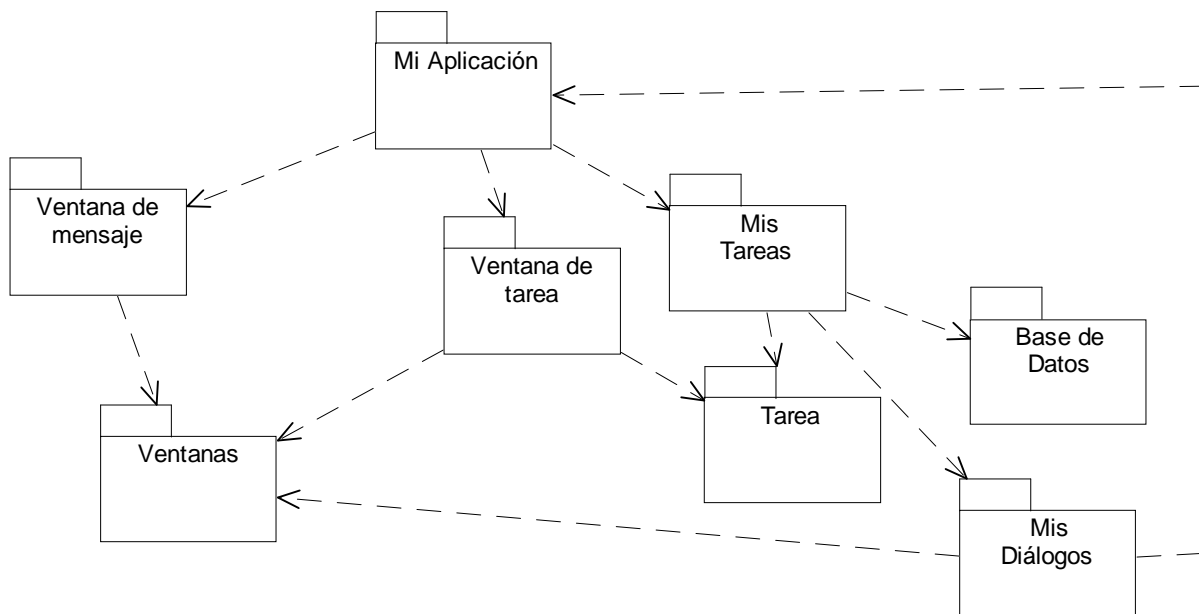 Mi Aplicación
Ventana de
mensaje
Ventana de
tarea
Mis
Tareas
Base de
Datos
Ventanas
Tarea
Mis
Diálogos